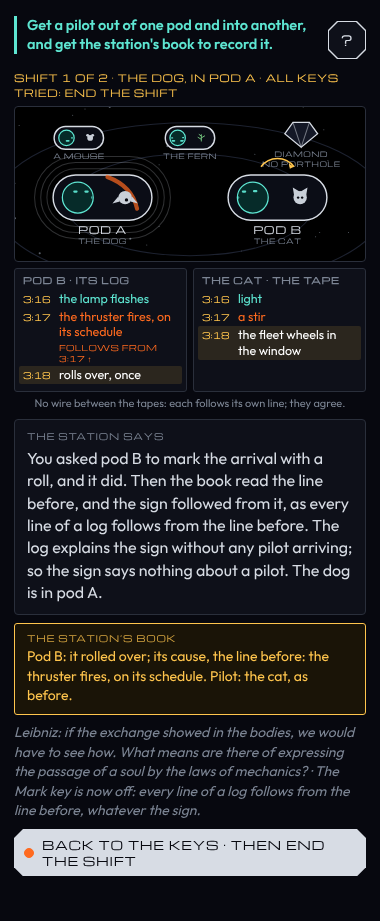 Get a pilot out of one pod and into another,
and get the station's book to record it.
?
SHIFT 1 OF 2 · THE DOG, IN POD A · ALL KEYS
TRIED: END THE SHIFT
A MOUSE
THE FERN
DIAMOND
NO PORTHOLE
POD A
THE DOG
POD B
THE CAT
POD B · ITS LOG
3:16 the lamp flashes
3:17 the thruster fires, on
its schedule
FOLLOWS FROM
3:17 ↑
3:18 rolls over, once
THE CAT · THE TAPE
3:16 light
3:17 a stir
3:18 the fleet wheels in
the window
No wire between the tapes: each follows its own line; they agree.
THE STATION SAYS
You asked pod B to mark the arrival with a
roll, and it did. Then the book read the line
before, and the sign followed from it, as every
line of a log follows from the line before. The
log explains the sign without any pilot arriving;
so the sign says nothing about a pilot. The dog
is in pod A.
THE STATION'S BOOK
Pod B: it rolled over; its cause, the line before: the
thruster fires, on its schedule. Pilot: the cat, as
before.
Leibniz: if the exchange showed in the bodies, we would
have to see how. What means are there of expressing
the passage of a soul by the laws of mechanics? · The
Mark key is now off: every line of a log follows from the
line before, whatever the sign.
BACK TO THE KEYS · THEN END
THE SHIFT